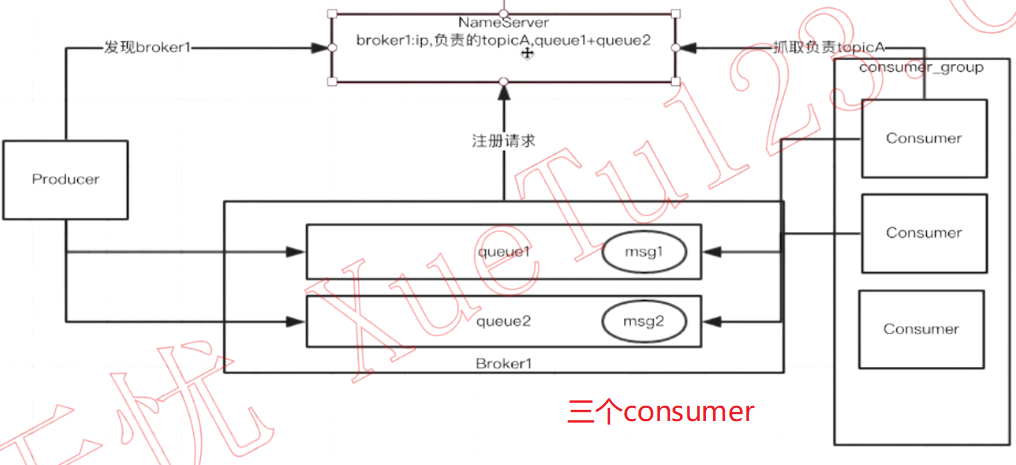 NameServer
broker1:ip,负责的topicA,queue1+queue2
发现broker1
抓取负责topicA
consumer_group
注册请求
Consumer
Producer
Consumer
queue1
msg1
queue2
msg2
Consumer
Broker1
三个consumer
无忧 XueTu123.